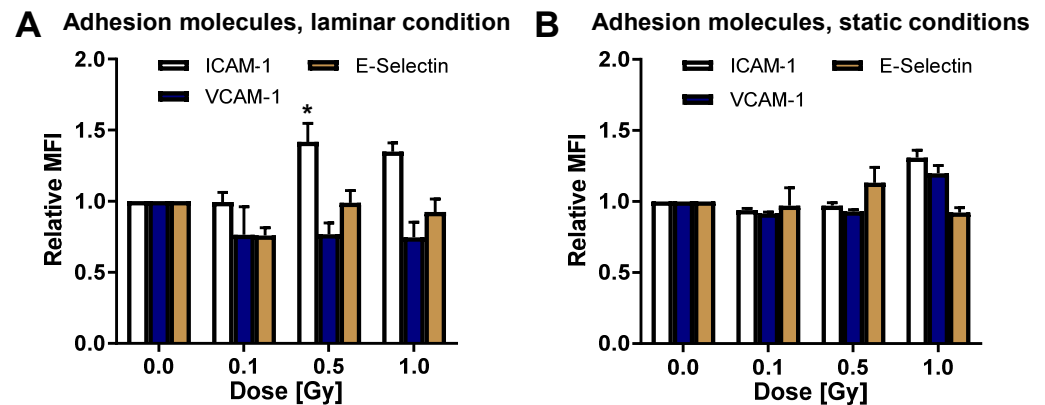 A Adhesion molecules, laminar condition
2.0
1.5
1.0
0.5
0.0
Relative MFI
ICAM-1 E-Selectin
VCAM-1
*
0.0 0.1 0.5 1.0
Dose [Gy]
B Adhesion molecules, static conditions
2.0
1.5
1.0
0.5
0.0
Relative MFI
ICAM-1 E-Selectin
VCAM-1
0.0 0.1 0.5 1.0
Dose [Gy]